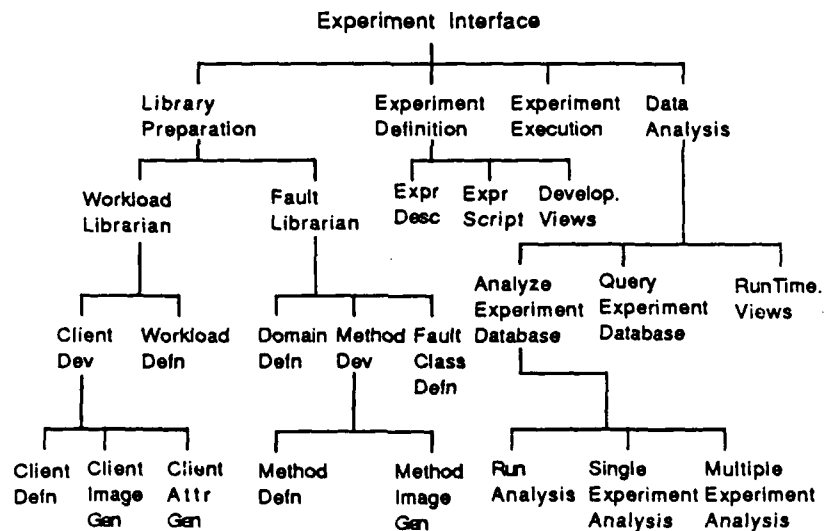 Experiment Interface
Library
Preparation
Experiment
Definition
Experiment
Execution
Data
Analysis
Workload
Librarian
Fault
Librarian
Expr
Desc
Expr
Script
Develop.
Views
Analyze
Experiment
Database
Query
Experiment
Database
RunTime.
Views
Client
Dev
Workload
Defn
Domain
Defn
Method
Dev
Fault
Class
Defn
Client
Defn
Client
Image
Gen
Client
Attr
Gen
Method
Defn
Method
Image
Gen
Run
Analysis
Single
Experiment
Analysis
Multiple
Experiment
Analysis